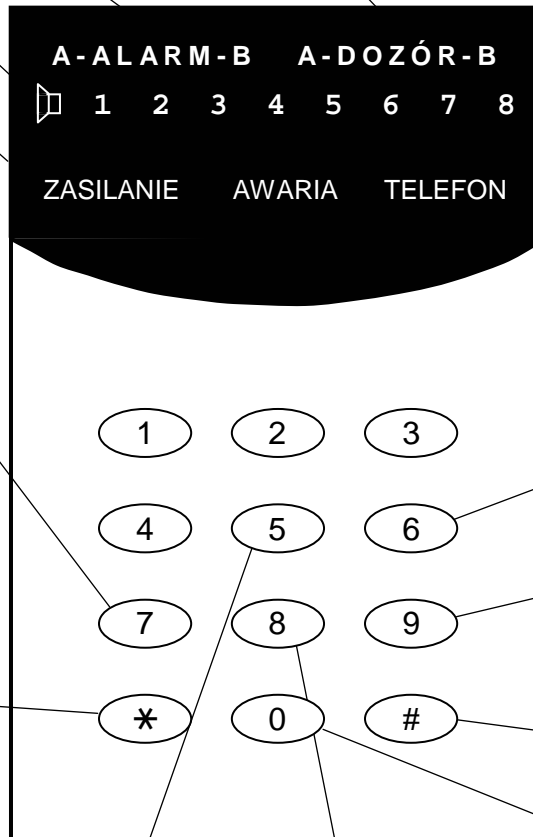 A-ALARM-B A-DOZÓR-B
1 2 3 4 5 6 7 8
ZASILANIE AWARIA TELEFON
1 2 3
4 5 6
7 8 9
* 0 #